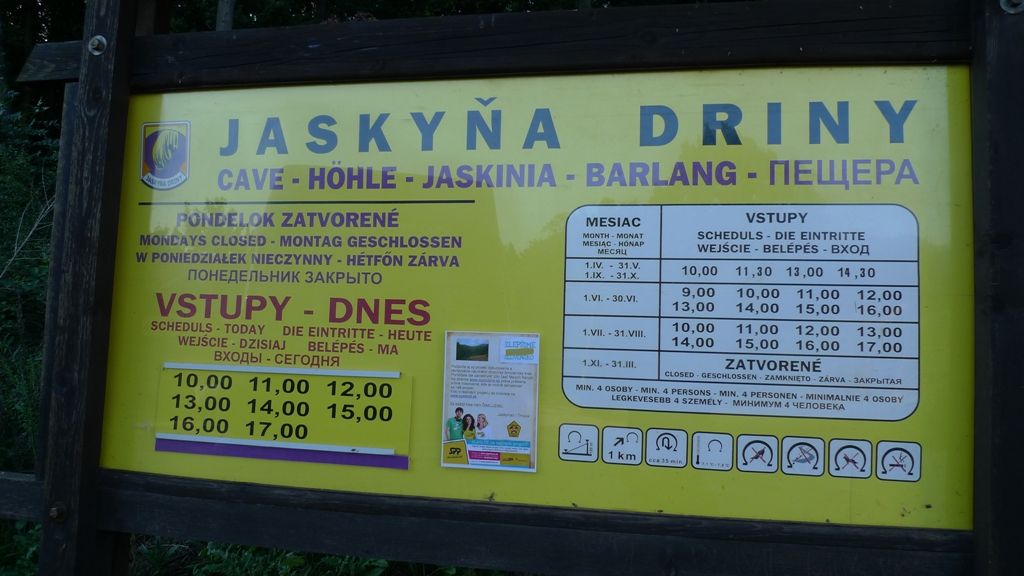 JASKYŇA DRINY
CAVE - HÖHLE - JASKINIA - BARLANG - ПЕЩЕРА
JASKYŇA DRINY
PONDELOK ZATVORENÉ
MONDAYS CLOSED - MONTAG GESCHLOSSEN
W PONIEDZIAŁEK NIECZYNNY - HÉTFŐN ZÁRVA
ПОНЕДЕЛЬНИК ЗАКРЫТО
VSTUPY - DNES
SCHEDULS - TODAY DIE EINTRITTE - HEUTE
WEJŚCIE - DZISIAJ BELÉPÉS - MA
ВХОДЫ - СЕГОДНЯ
10,00 11,00 12,00
13,00 14,00 15,00
16,00 17,00
SPP
MESIAC
MONTH - MONAT
MIESIĄC - HÓNAP
МЕСЯЦ
VSTUPY
SCHEDULS - DIE EINTRITTE
WEJŚCIE - BELÉPÉS - ВХОД
1.IV. - 31.V.
1.IX. - 31.X.
10,00 11,30 13,00 14,30
1.VI. - 30.VI.
9,00 10,00 11,00 12,00
13,00 14,00 15,00 16,00
1.VII. - 31.VIII.
10,00 11,00 12,00 13,00
14,00 15,00 16,00 17,00
1.XI. - 31.III.
ZATVORENÉ
CLOSED - GESCHLOSSEN - ZAMKNIĘTO - ZÁRVA - ЗАКРЫТАЯ
MIN. 4 OSOBY - MIN. 4 PERSONS - MIN. 4 PERSONEN - MINIMALNIE 4 OSOBY
LEGKEVESEBB 4 SZEMÉLY - МИНИМУМ 4 ЧЕЛОВЕКА
1 km
cca 35 min